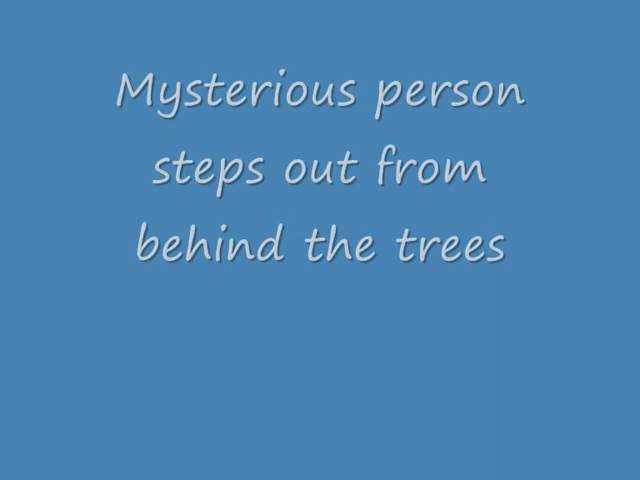 Mysterious person
steps out from
behind the trees